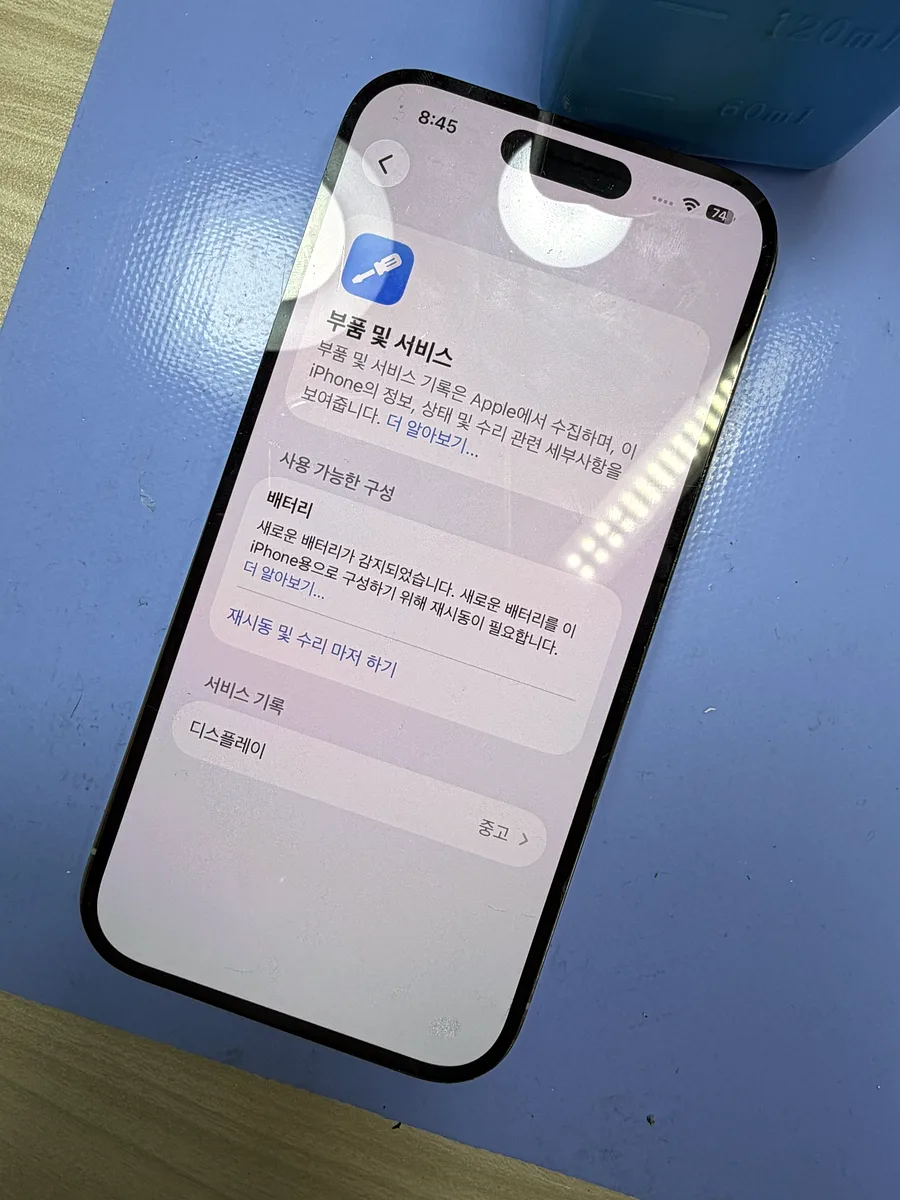 120ml
60ml
8:45
74
부품 및 서비스
부품 및 서비스 기록은 Apple에서 수집하며, 이
iPhone의 정보, 상태 및 수리 관련 세부사항을
보여줍니다. 더 알아보기...
사용 가능한 구성
배터리
새로운 배터리가 감지되었습니다. 새로운 배터리를 이
iPhone용으로 구성하기 위해 재시동이 필요합니다.
더 알아보기...
재시동 및 수리 마저 하기
서비스 기록
디스플레이
중고